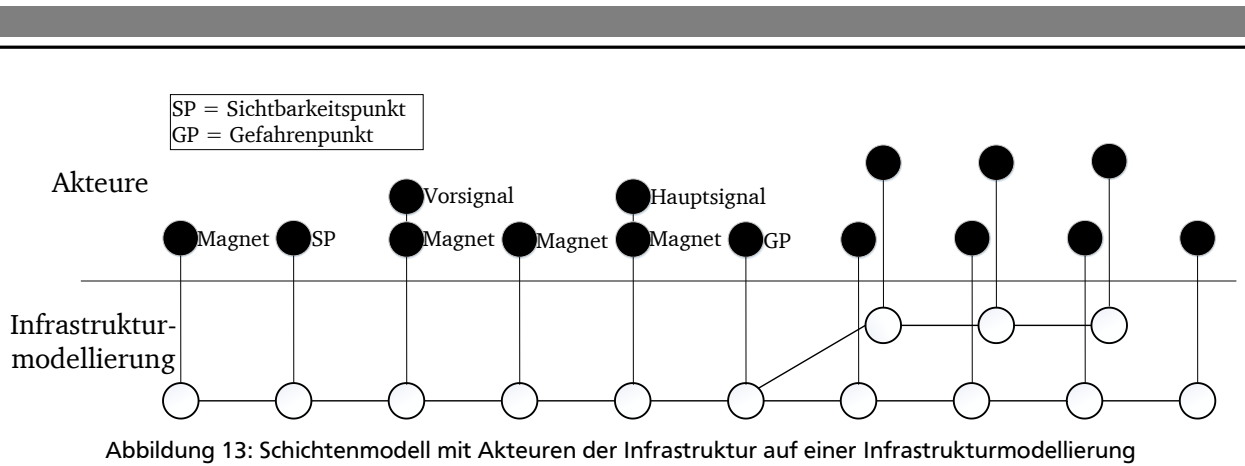 SP = Sichtbarkeitspunkt
GP = Gefahrenpunkt
Akteure
Vorsignal
Hauptsignal
Magnet
SP
Magnet
Magnet
Magnet
GP
Infrastruktur-
modellierung
Abbildung 13: Schichtenmodell mit Akteuren der Infrastruktur auf einer Infrastrukturmodellierung